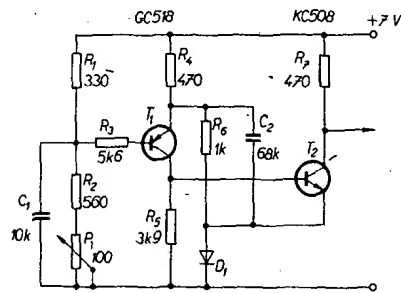 GC518 KC508
+7 V
R1
330
R4
470
R7
470
R3
5k6
T1
R6
1k
C2
68k
T2
R2
560
C1
10k
P1
100
R5
3k9
D1